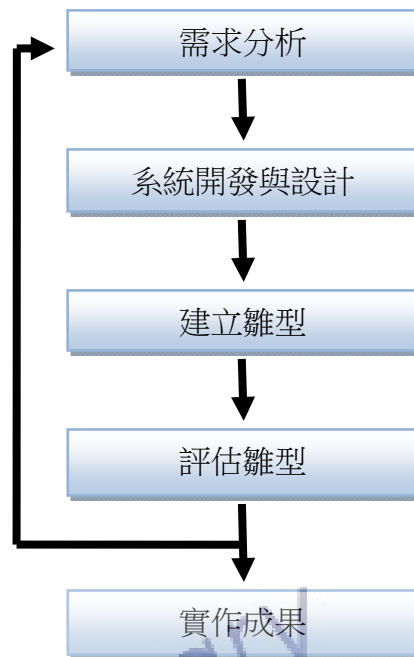 需求分析
系統開發與設計
建立雛型
評估雛型
實作成果